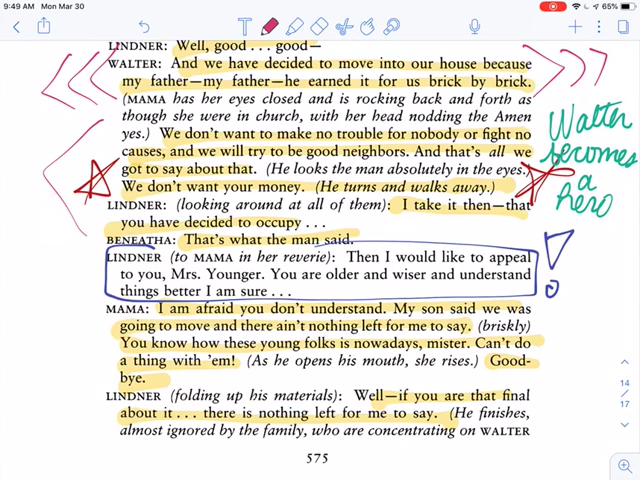 9:49 AM Mon Mar 30
65%
LINDNER: Well, good . . . good—
WALTER: And we have decided to move into our house because
my father—my father—he earned it for us brick by brick.
(MAMA has her eyes closed and is rocking back and forth as
though she were in church, with her head nodding the Amen
yes.) We don't want to make no trouble for nobody or fight no
causes, and we will try to be good neighbors. And that's all we
got to say about that. (He looks the man absolutely in the eyes.)
We don't want your money. (He turns and walks away.)
LINDNER: (looking around at all of them): I take it then—that
you have decided to occupy . . .
BENEATHA: That's what the man said.
LINDNER (to MAMA in her reverie): Then I would like to appeal
to you, Mrs. Younger. You are older and wiser and understand
things better I am sure . . .
MAMA: I am afraid you don't understand. My son said we was
going to move and there ain't nothing left for me to say. (briskly)
You know how these young folks is nowadays, mister. Can't do
a thing with 'em! (As he opens his mouth, she rises.) Good-
bye.
LINDNER (folding up his materials): Well—if you are that final
about it . . . there is nothing left for me to say. (He finishes,
almost ignored by the family, who are concentrating on WALTER
575
Walter
becomes
a
hero
14
/
17